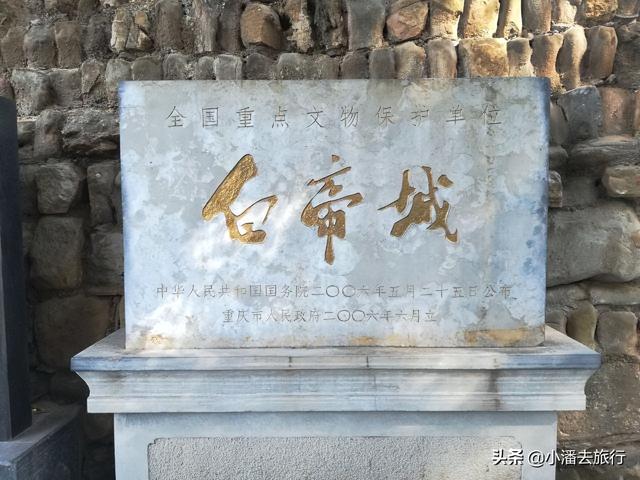 全国重点文物保护单位
白帝城
中华人民共和国国务院二〇〇六年五月二十五日公布
重庆市人民政府二〇〇六年六月立
头条 @小潘去旅行